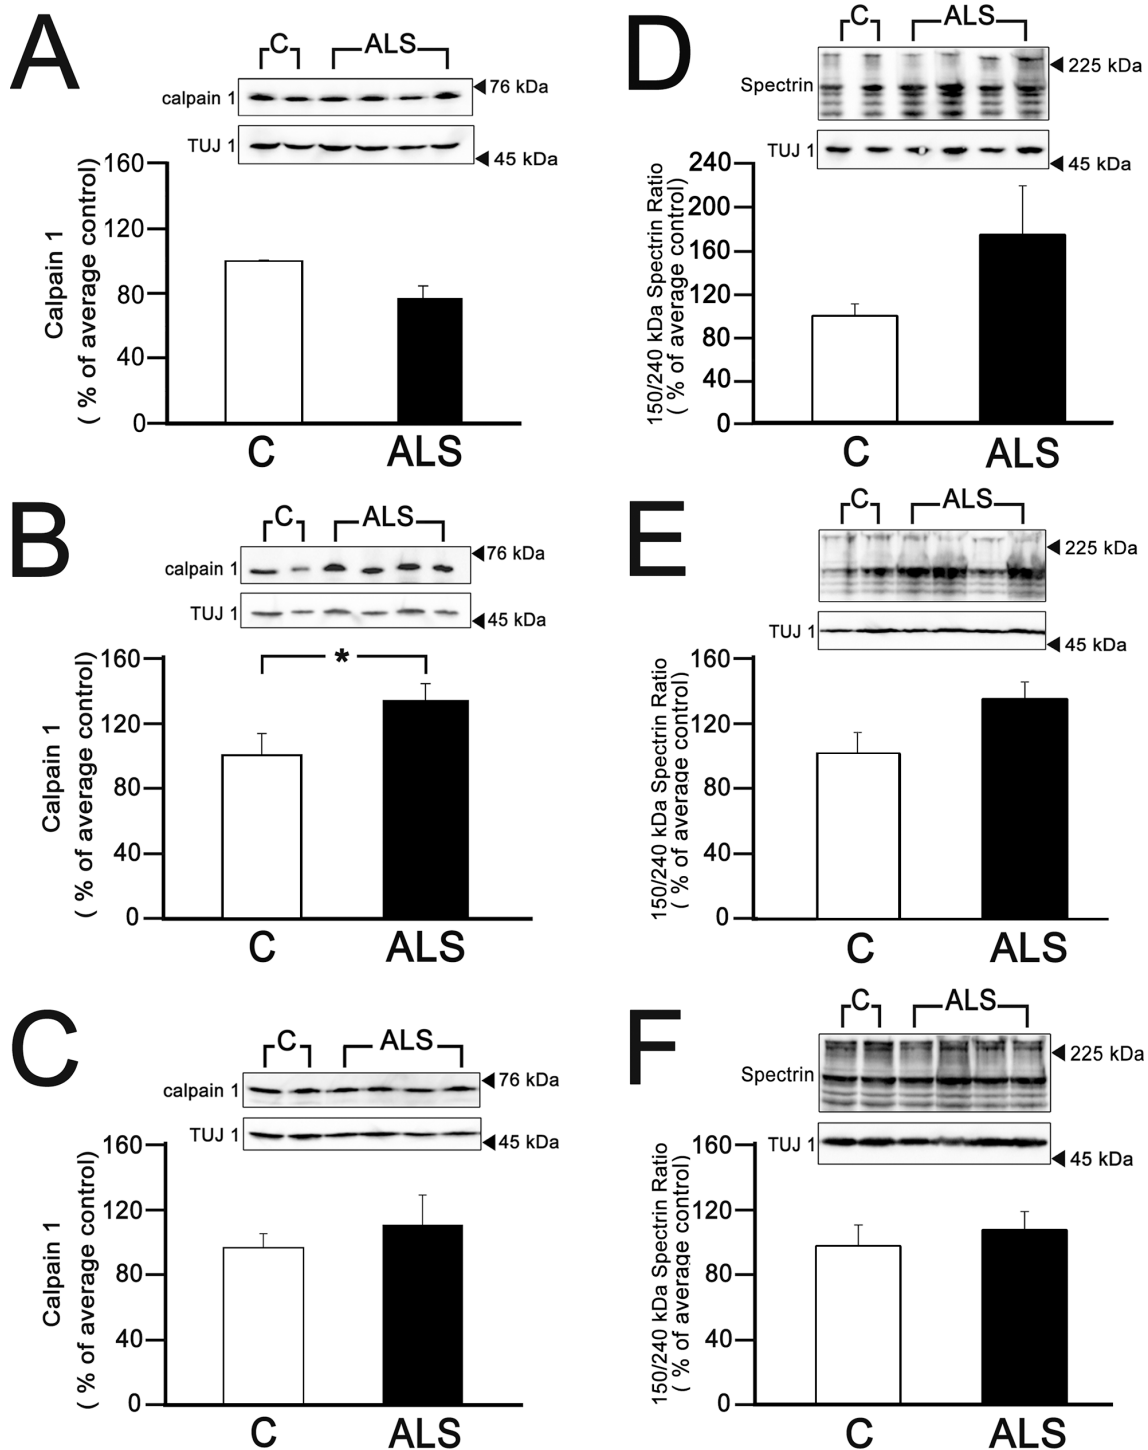 A
C
ALS
calpain 1
76 kDa
TUJ 1
45 kDa
160
120
80
40
0
Calpain 1
( % of average control)
C
ALS
D
C
ALS
Spectrin
225 kDa
TUJ 1
45 kDa
240
200
160
120
80
40
0
150/240 kDa Spectrin Ratio
( % of average control)
C
ALS
B
C
ALS
calpain 1
76 kDa
TUJ 1
45 kDa
160
*
120
80
40
0
Calpain 1
( % of average control)
C
ALS
E
C
ALS
225 kDa
TUJ 1
45 kDa
160
120
80
40
0
150/240 kDa Spectrin Ratio
( % of average control)
C
ALS
C
C
ALS
calpain 1
76 kDa
TUJ 1
45 kDa
160
120
80
40
0
Calpain 1
( % of average control)
C
ALS
F
C
ALS
Spectrin
225 kDa
TUJ 1
45 kDa
160
120
80
40
0
150/240 kDa Spectrin Ratio
( % of average control)
C
ALS